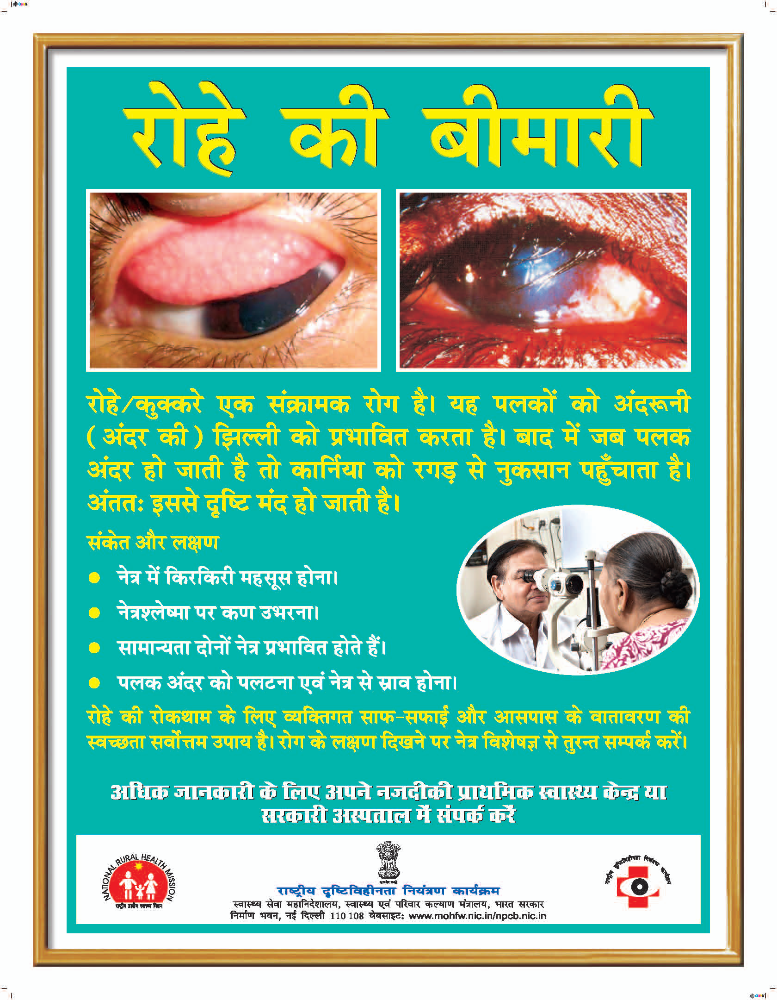 रोहे की बीमारी
रोहे/कुक्करे एक संक्रामक रोग है। यह पलकों को अंदरूनी
(अंदर की) झिल्ली को प्रभावित करता है। बाद में जब पलक
अंदर हो जाती है तो कार्निया को रगड़ से नुकसान पहुँचाता है।
अंततः इससे दृष्टि मंद हो जाती है।
संकेत और लक्षण
● नेत्र में किरकिरी महसूस होना।
● नेत्रश्लेष्मा पर कण उभरना।
● सामान्यता दोनों नेत्र प्रभावित होते हैं।
● पलक अंदर को पलटना एवं नेत्र से स्राव होना।
रोहे की रोकथाम के लिए व्यक्तिगत साफ-सफाई और आसपास के वातावरण की
स्वच्छता सर्वोत्तम उपाय है। रोग के लक्षण दिखने पर नेत्र विशेषज्ञ से तुरन्त सम्पर्क करें।
अधिक जानकारी के लिए अपने नजदीकी प्राथमिक स्वास्थ्य केन्द्र या
सरकारी अस्पताल में संपर्क करें
NATIONAL RURAL HEALTH MISSION
राष्ट्रीय ग्रामीण स्वास्थ्य मिशन
सत्यमेव जयते
राष्ट्रीय दृष्टिविहीनता नियंत्रण कार्यक्रम
स्वास्थ्य सेवा महानिदेशालय, स्वास्थ्य एवं परिवार कल्याण मंत्रालय, भारत सरकार
निर्माण भवन, नई दिल्ली-110 108 वेबसाइट: www.mohfw.nic.in/npcb.nic.in
राष्ट्रीय दृष्टिविहीनता नियंत्रण कार्यक्रम